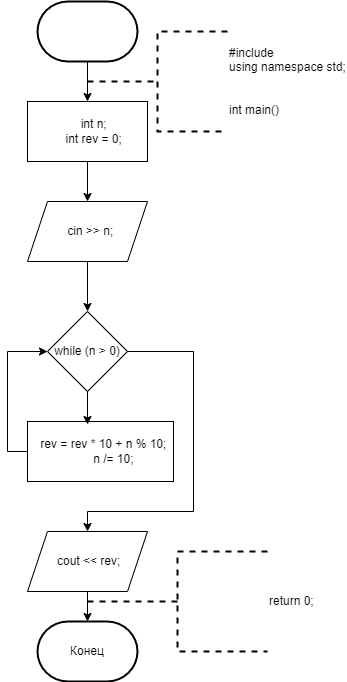 #include
using namespace std;
int main()
int n;
int rev = 0;
cin >> n;
while (n > 0)
rev = rev * 10 + n % 10;
n /= 10;
cout << rev;
return 0;
Конец